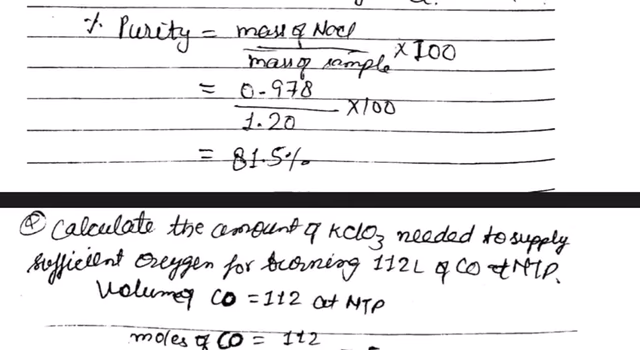 % Purity = mass of NaCl / mass of sample × 100
= 0.978 / 1.20 × 100
= 81.5%
Calculate the amount of KClO3 needed to supply
sufficient oxygen for burning 112L of CO at NTP.
Volume of CO = 112 at NTP
moles of CO = 112